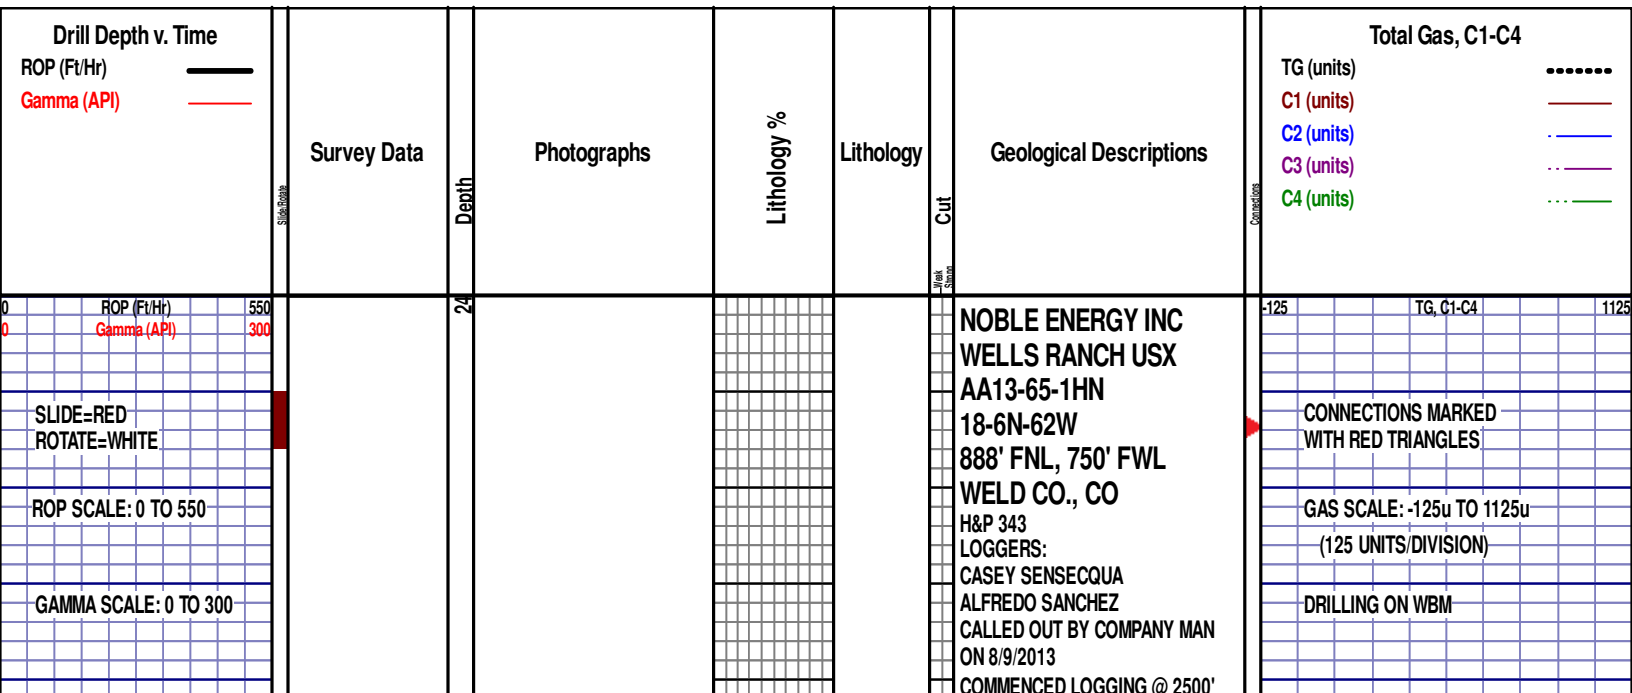 Drill Depth v. Time
ROP (Ft/Hr)
Gamma (API)
Slide/Rotate
Survey Data
Depth
Photographs
Lithology %
Lithology
Cut
Weak
Strong
Geological Descriptions
Connections
Total Gas, C1-C4
TG (units)
C1 (units)
C2 (units)
C3 (units)
C4 (units)
0 ROP (Ft/Hr) 550
0 Gamma (API) 300
SLIDE=RED
ROTATE=WHITE
ROP SCALE: 0 TO 550
GAMMA SCALE: 0 TO 300
24
NOBLE ENERGY INC
WELLS RANCH USX
AA13-65-1HN
18-6N-62W
888' FNL, 750' FWL
WELD CO., CO
H&P 343
LOGGERS:
CASEY SENSECQUA
ALFREDO SANCHEZ
CALLED OUT BY COMPANY MAN
ON 8/9/2013
COMMENCED LOGGING @ 2500'
-125 TG, C1-C4 1125
CONNECTIONS MARKED
WITH RED TRIANGLES
GAS SCALE: -125u TO 1125u
(125 UNITS/DIVISION)
DRILLING ON WBM